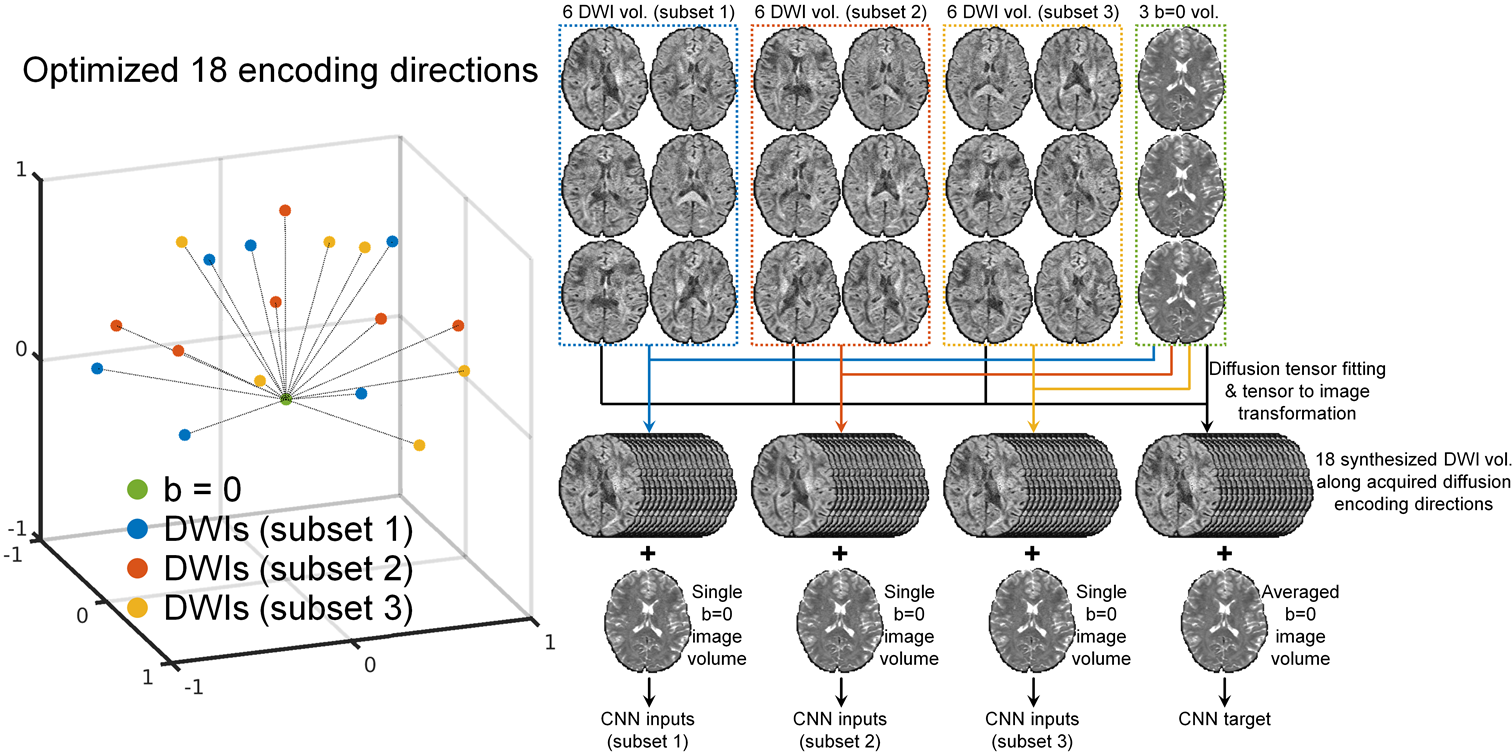 Optimized 18 encoding directions
1
0
-1
-1
0
1
-1
0
1
b = 0
DWIs (subset 1)
DWIs (subset 2)
DWIs (subset 3)
6 DWI vol. (subset 1)
6 DWI vol. (subset 2)
6 DWI vol. (subset 3)
3 b=0 vol.
Diffusion tensor fitting
& tensor to image
transformation
18 synthesized DWI vol.
along acquired diffusion
encoding directions
+
+
+
+
Single
b=0
image
volume
Single
b=0
image
volume
Single
b=0
image
volume
Averaged
b=0
image
volume
CNN inputs
(subset 1)
CNN inputs
(subset 2)
CNN inputs
(subset 3)
CNN target